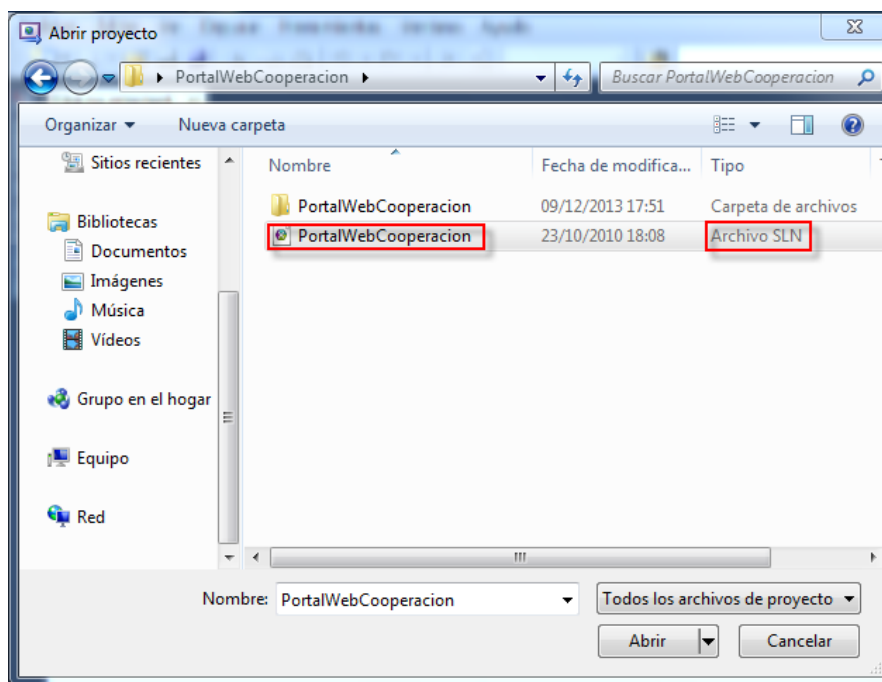 Abrir proyecto
PortalWebCooperacion
Buscar PortalWebCooperacion
Organizar
Nueva carpeta
Sitios recientes
Bibliotecas
Documentos
Imágenes
Música
Vídeos
Grupo en el hogar
Equipo
Red
Nombre Fecha de modifica... Tipo
PortalWebCooperacion 09/12/2013 17:51 Carpeta de archivos
PortalWebCooperacion 23/10/2010 18:08 Archivo SLN
Nombre: PortalWebCooperacion Todos los archivos de proyecto
Abrir Cancelar